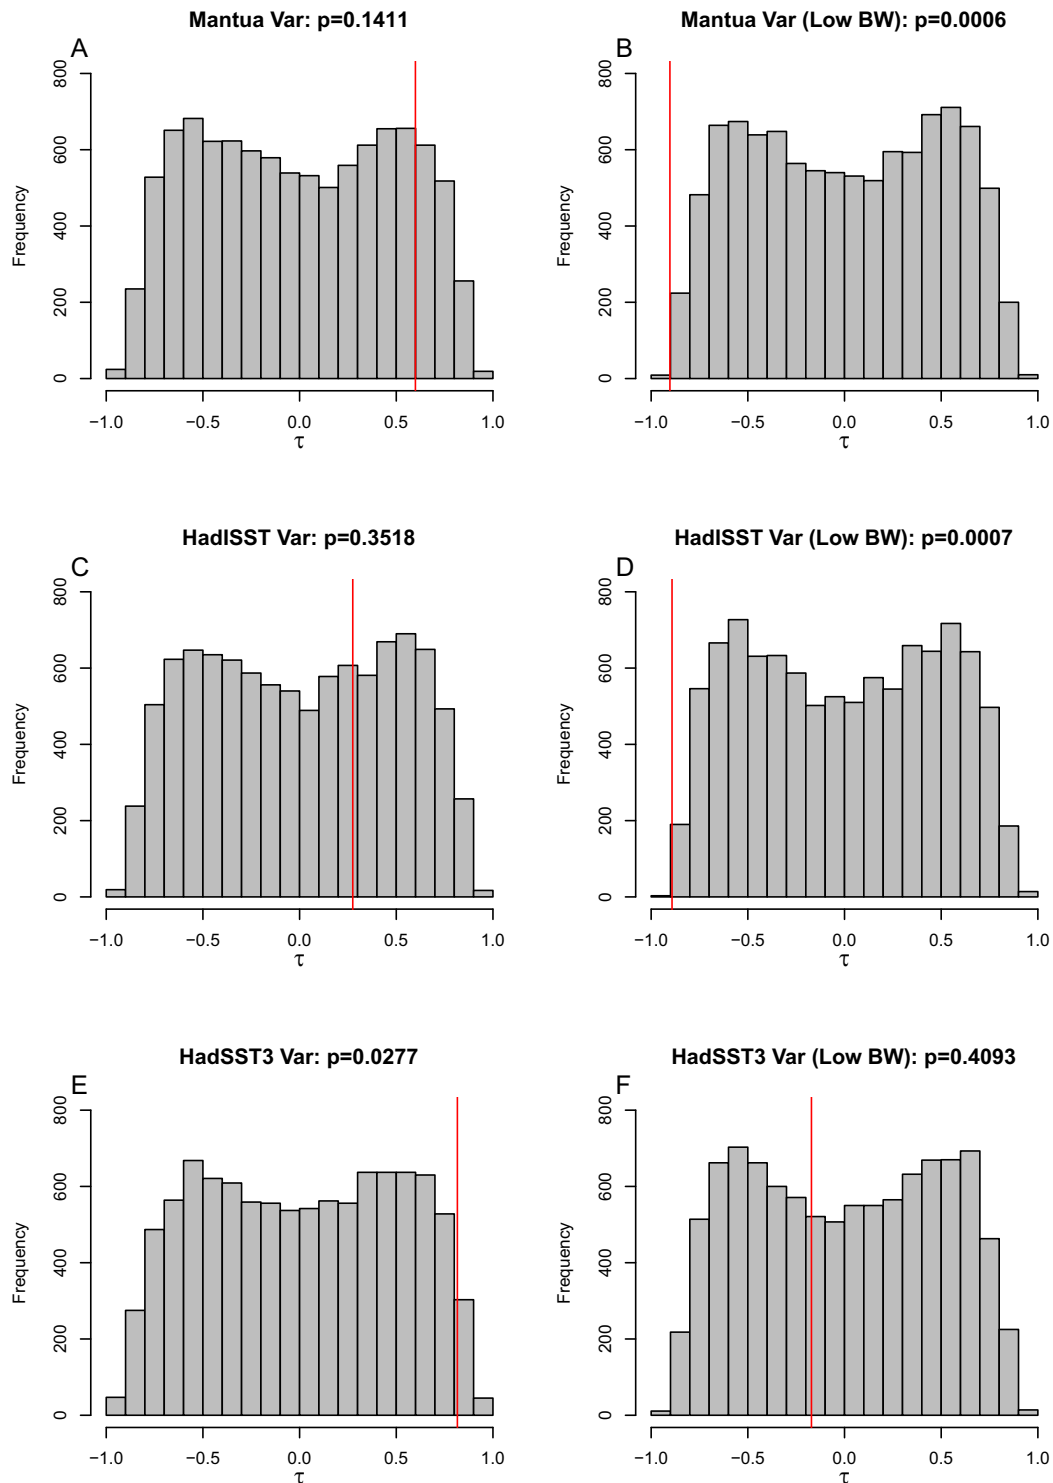 Mantua Var: p=0.1411
A
Frequency
0
200
400
600
800
−1.0 −0.5 0.0 0.5 1.0
τ
Mantua Var (Low BW): p=0.0006
B
Frequency
0
200
400
600
800
−1.0 −0.5 0.0 0.5 1.0
τ
HadISST Var: p=0.3518
C
Frequency
0
200
400
600
800
−1.0 −0.5 0.0 0.5 1.0
τ
HadISST Var (Low BW): p=0.0007
D
Frequency
0
200
400
600
800
−1.0 −0.5 0.0 0.5 1.0
τ
HadSST3 Var: p=0.0277
E
Frequency
0
200
400
600
800
−1.0 −0.5 0.0 0.5 1.0
τ
HadSST3 Var (Low BW): p=0.4093
F
Frequency
0
200
400
600
800
−1.0 −0.5 0.0 0.5 1.0
τ